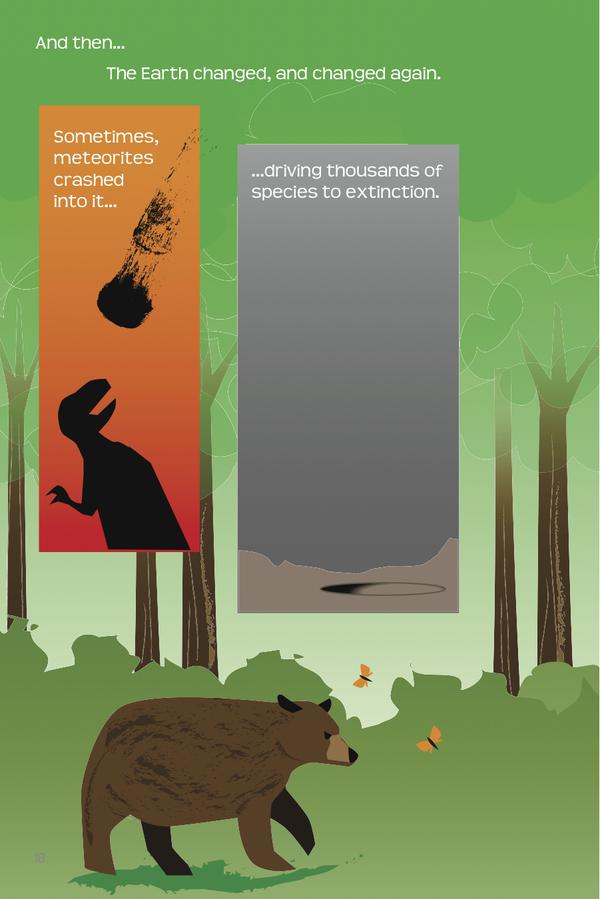 And then...
The Earth changed, and changed again.
Sometimes,
meteorites
crashed
into it...
...driving thousands of
species to extinction.